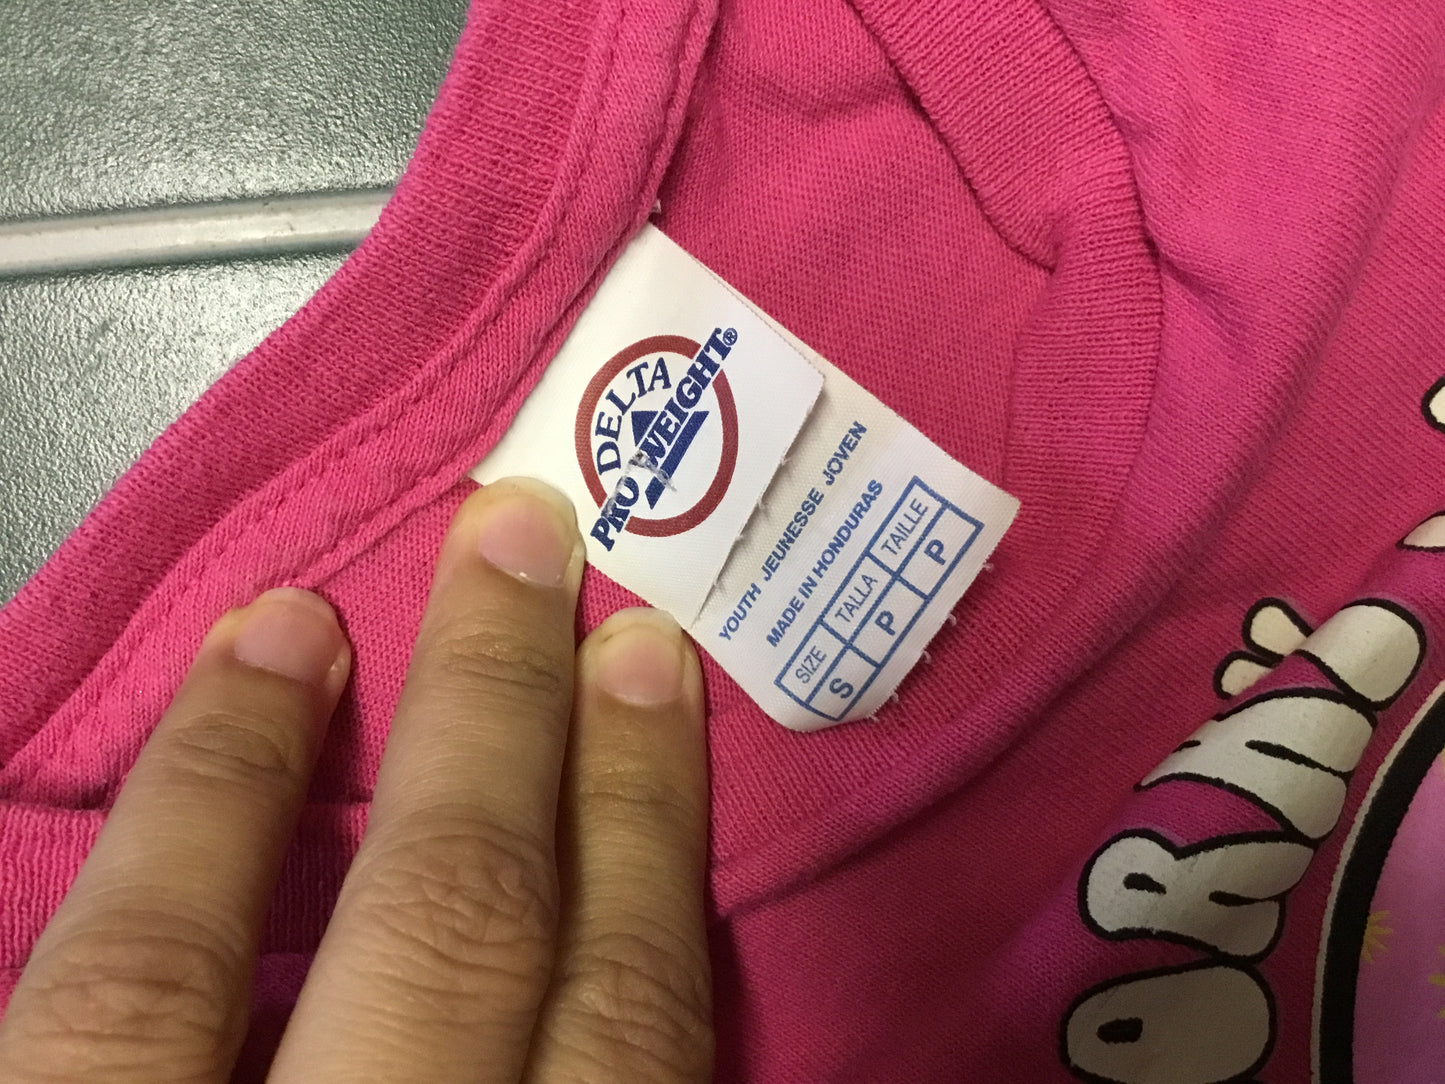 DELTA
PRO WEIGHT®
YOUTH JEUNESSE JOVEN
MADE IN HONDURAS
SIZE TALLA TAILLE
S P P